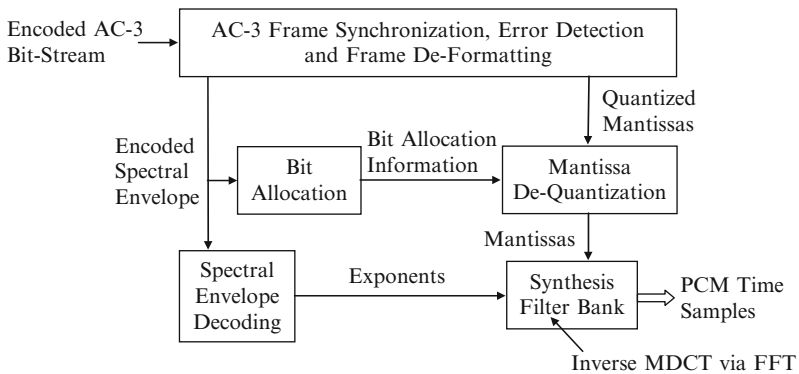 Encoded AC-3
Bit-Stream
AC-3 Frame Synchronization, Error Detection
and Frame De-Formatting
Quantized
Mantissas
Encoded
Spectral
Envelope
Bit
Allocation
Bit Allocation
Information
Mantissa
De-Quantization
Mantissas
Spectral
Envelope
Decoding
Exponents
Synthesis
Filter Bank
PCM Time
Samples
Inverse MDCT via FFT